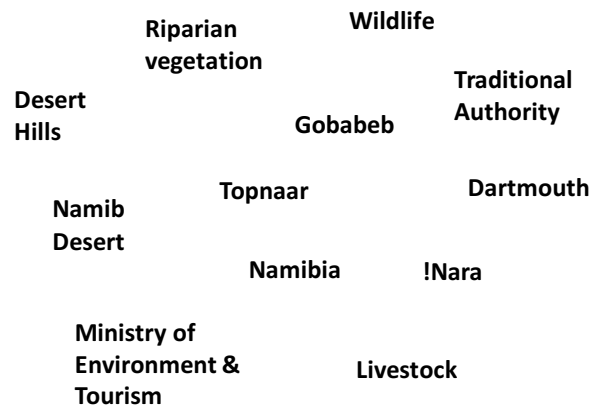 Wildlife
Riparian
vegetation
Traditional
Authority
Desert
Hills
Gobabeb
Topnaar
Dartmouth
Namib
Desert
Namibia
!Nara
Ministry of
Environment &
Tourism
Livestock